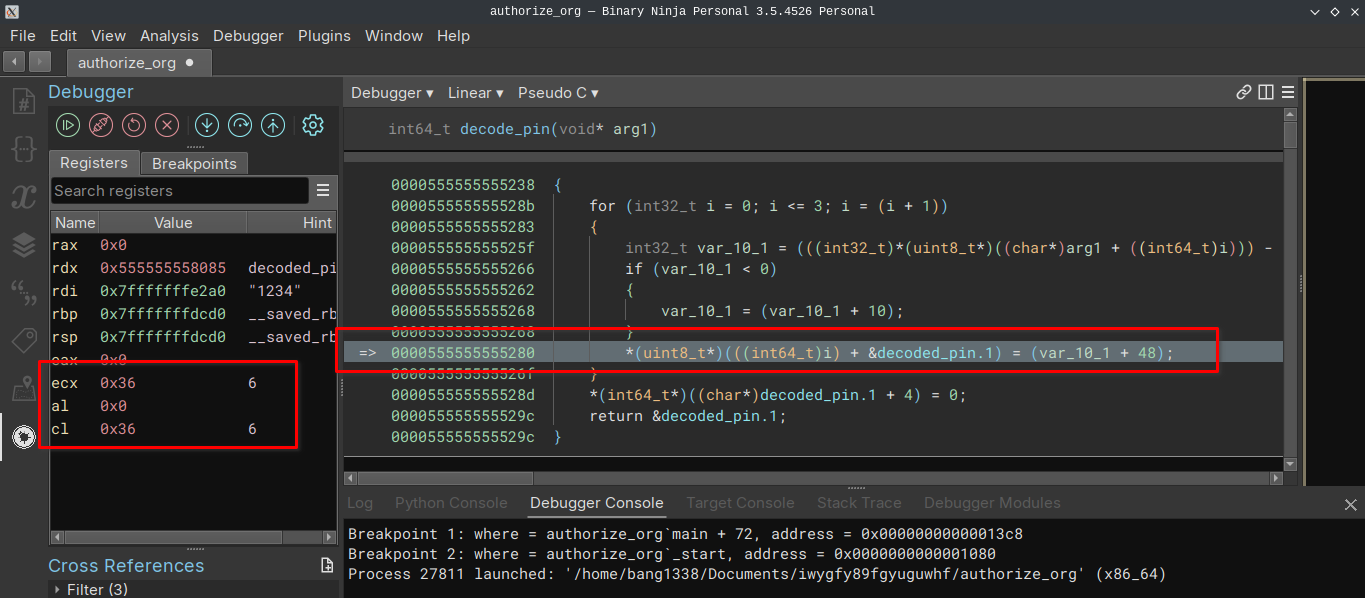 authorize_org — Binary Ninja Personal 3.5.4526 Personal
File Edit View Analysis Debugger Plugins Window Help
authorize_org ●
Debugger
Registers Breakpoints
Search registers
Name Value Hint
rax 0x0
rdx 0x555555558085 decoded_pi
rdi 0x7fffffffe2a0 "1234"
rbp 0x7fffffffdcd0 __saved_rb
rsp 0x7fffffffdcd0 __saved_rb
eax 0x0
ecx 0x36 6
al 0x0
cl 0x36 6
Cross References
Filter (3)
Debugger ▾ Linear ▾ Pseudo C ▾
int64_t decode_pin(void* arg1)
0000555555555238 {
000055555555528b for (int32_t i = 0; i <= 3; i = (i + 1))
0000555555555283 {
000055555555525f int32_t var_10_1 = (((int32_t)*(uint8_t*)((char*)arg1 + ((int64_t)i))) -
0000555555555266 if (var_10_1 < 0)
0000555555555262 {
0000555555555268 var_10_1 = (var_10_1 + 10);
0000555555555268 }
=> 0000555555555280 *(uint8_t*)(((int64_t)i) + &decoded_pin.1) = (var_10_1 + 48);
000055555555526f }
000055555555528d *(int64_t*)((char*)decoded_pin.1 + 4) = 0;
000055555555529c return &decoded_pin.1;
000055555555529c }
Log Python Console Debugger Console Target Console Stack Trace Debugger Modules
Breakpoint 1: where = authorize_org`main + 72, address = 0x00000000000013c8
Breakpoint 2: where = authorize_org`_start, address = 0x0000000000001080
Process 27811 launched: '/home/bang1338/Documents/iwygfy89fgyuguwhf/authorize_org' (x86_64)